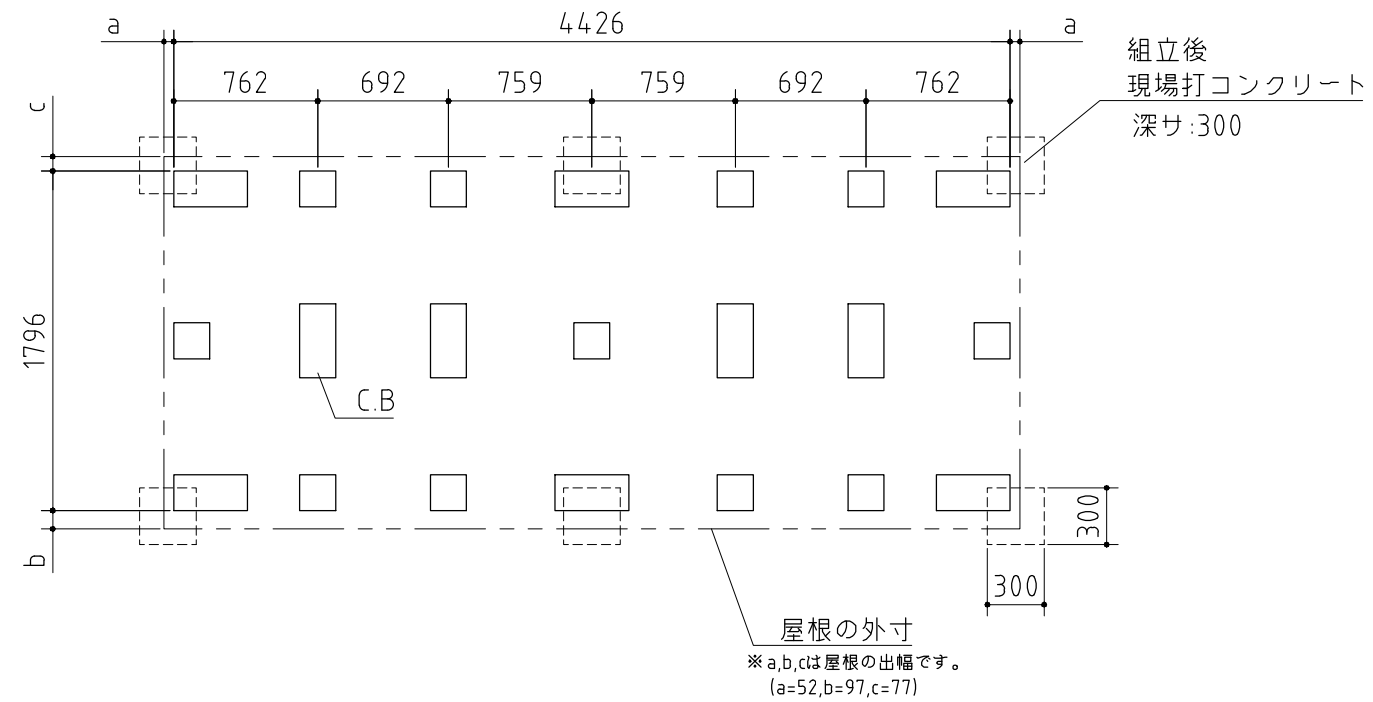 a
4426
a
762
692
759
759
692
762
組立後
現場打コンクリート
深サ:300
c
1796
C.B
b
300
300
屋根の外寸
※a,b,cは屋根の出幅です。
(a=52,b=97,c=77)